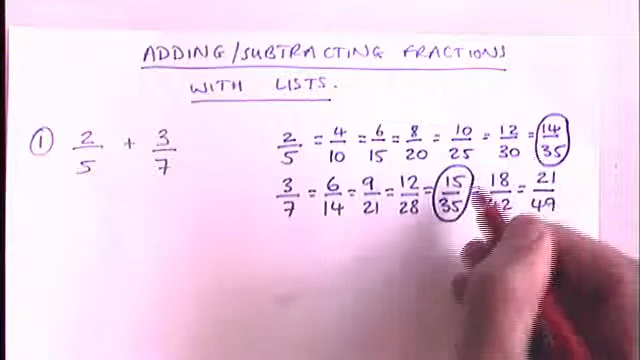 ADDING/SUBTRACTING FRACTIONS
WITH LISTS.
① 2/5 + 3/7
2/5 = 4/10 = 6/15 = 8/20 = 10/25 = 12/30 = 14/35
3/7 = 6/14 = 9/21 = 12/28 = 15/35 = 18/42 = 21/49